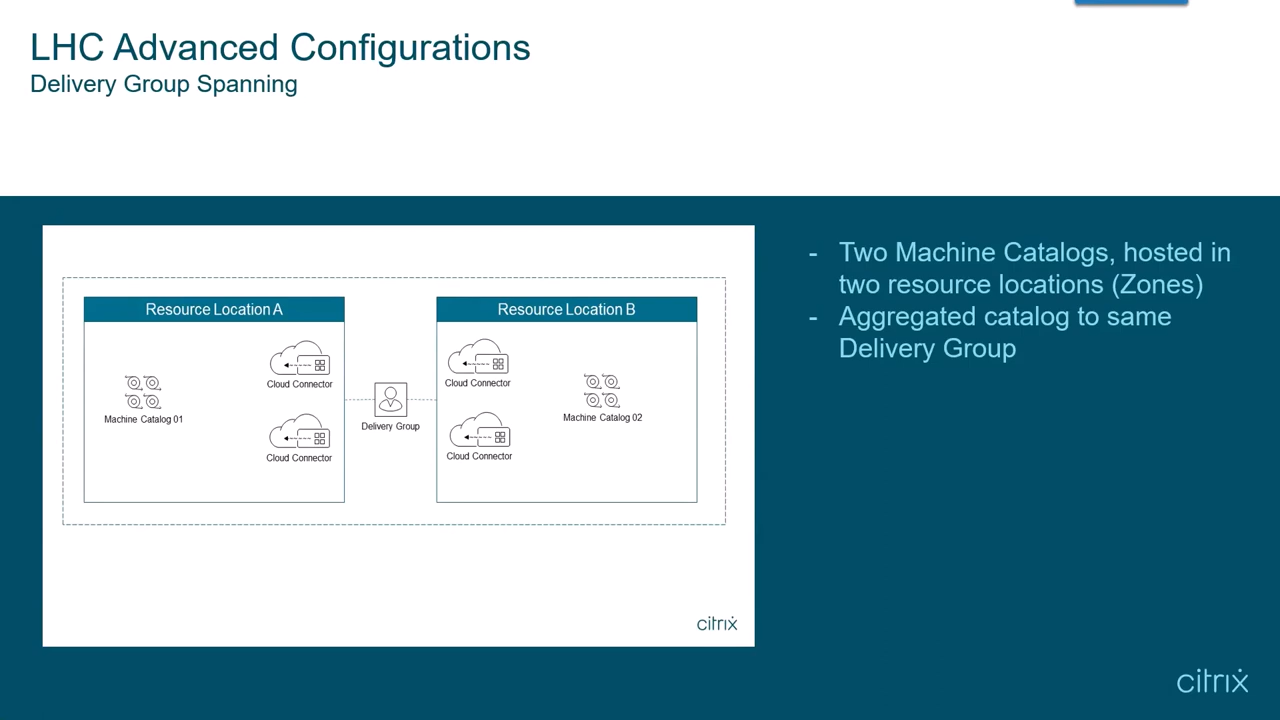 LHC Advanced Configurations
Delivery Group Spanning
Resource Location A
Cloud Connector
Machine Catalog 01
Cloud Connector
Delivery Group
Resource Location B
Cloud Connector
Machine Catalog 02
Cloud Connector
citrix
- Two Machine Catalogs, hosted in
two resource locations (Zones)
- Aggregated catalog to same
Delivery Group
citrix